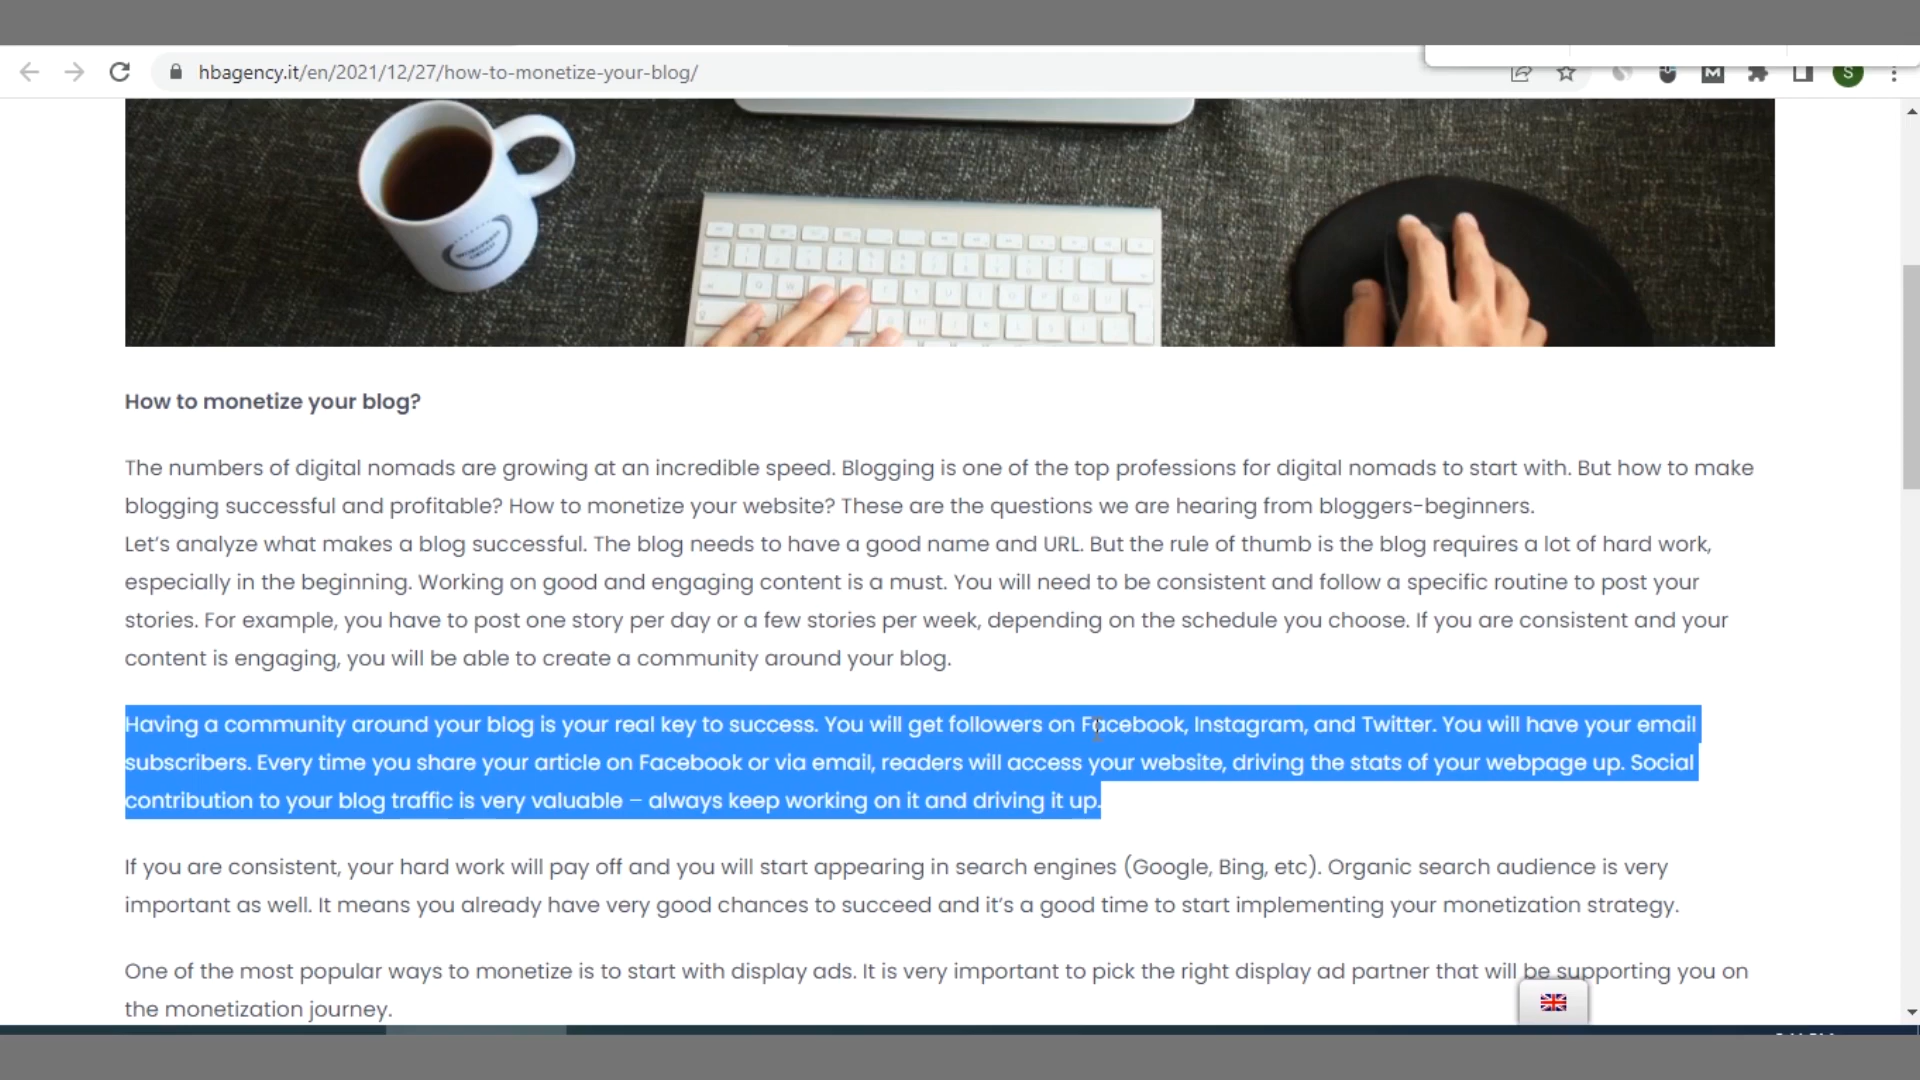 hbagency.it/en/2021/12/27/how-to-monetize-your-blog/
M
S
How to monetize your blog?
The numbers of digital nomads are growing at an incredible speed. Blogging is one of the top professions for digital nomads to start with. But how to make
blogging successful and profitable? How to monetize your website? These are the questions we are hearing from bloggers-beginners.
Let's analyze what makes a blog successful. The blog needs to have a good name and URL. But the rule of thumb is the blog requires a lot of hard work,
especially in the beginning. Working on good and engaging content is a must. You will need to be consistent and follow a specific routine to post your
stories. For example, you have to post one story per day or a few stories per week, depending on the schedule you choose. If you are consistent and your
content is engaging, you will be able to create a community around your blog.
Having a community around your blog is your real key to success. You will get followers on Facebook, Instagram, and Twitter. You will have your email
subscribers. Every time you share your article on Facebook or via email, readers will access your website, driving the stats of your webpage up. Social
contribution to your blog traffic is very valuable – always keep working on it and driving it up.
If you are consistent, your hard work will pay off and you will start appearing in search engines (Google, Bing, etc). Organic search audience is very
important as well. It means you already have very good chances to succeed and it's a good time to start implementing your monetization strategy.
One of the most popular ways to monetize is to start with display ads. It is very important to pick the right display ad partner that will be supporting you on
the monetization journey.